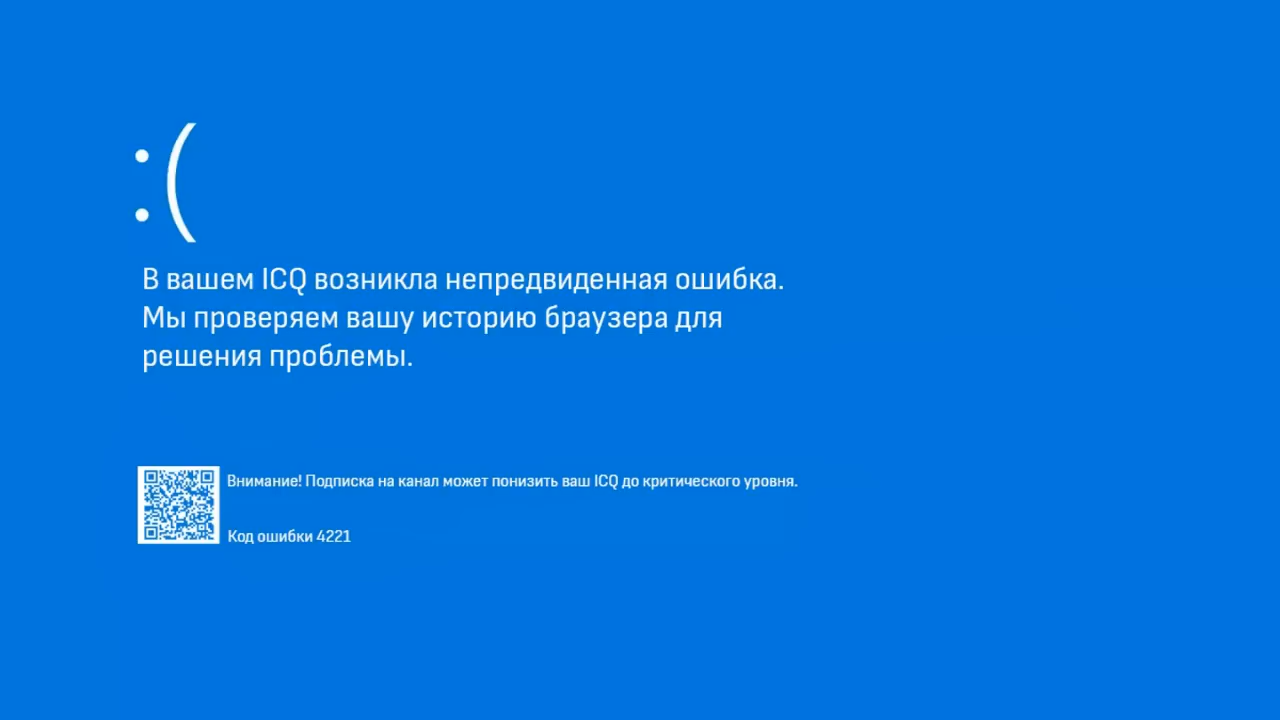 :(
В вашем ICQ возникла непредвиденная ошибка.
Мы проверяем вашу историю браузера для
решения проблемы.
Внимание! Подписка на канал может понизить ваш ICQ до критического уровня.
Код ошибки 4221